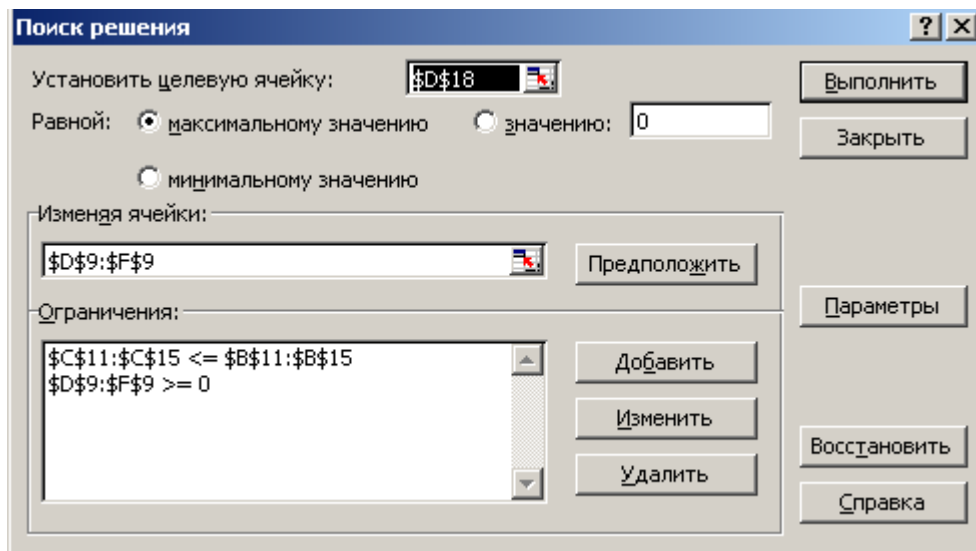 Поиск решения
Установить целевую ячейку: $D$18
Выполнить
Равной: максимальному значению значению: 0
Закрыть
минимальному значению
Изменяя ячейки:
$D$9:$F$9
Предположить
Ограничения:
Параметры
$C$11:$C$15 <= $B$11:$B$15
Добавить
$D$9:$F$9 >= 0
Изменить
Восстановить
Удалить
Справка